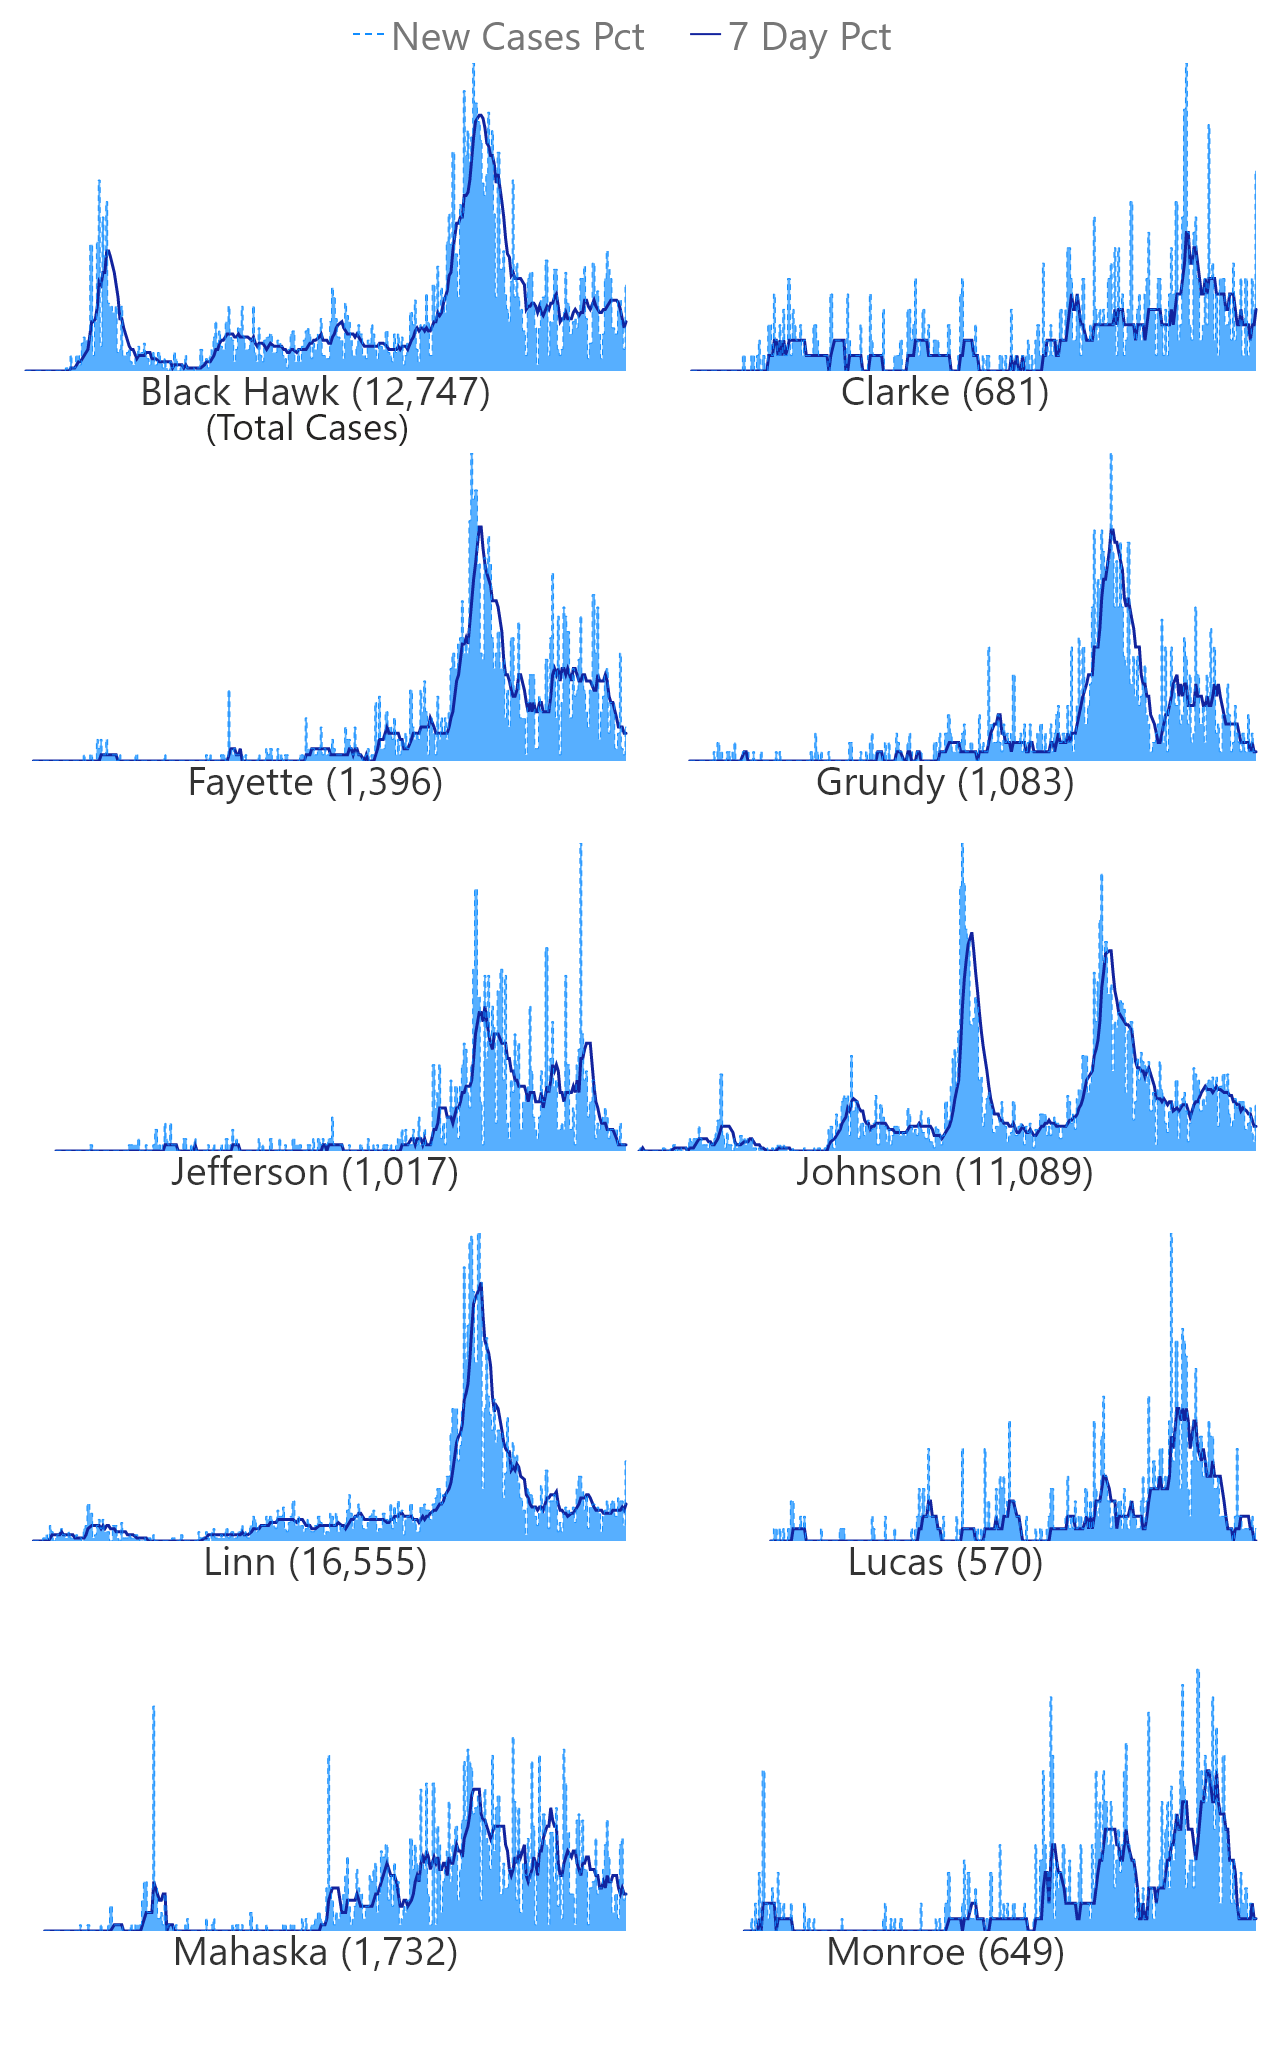 New Cases Pct 7 Day Pct
Black Hawk (12,747) Clarke (681)
(Total Cases)
Fayette (1,396) Grundy (1,083)
Jefferson (1,017) Johnson (11,089)
Linn (16,555) Lucas (570)
Mahaska (1,732) Monroe (649)